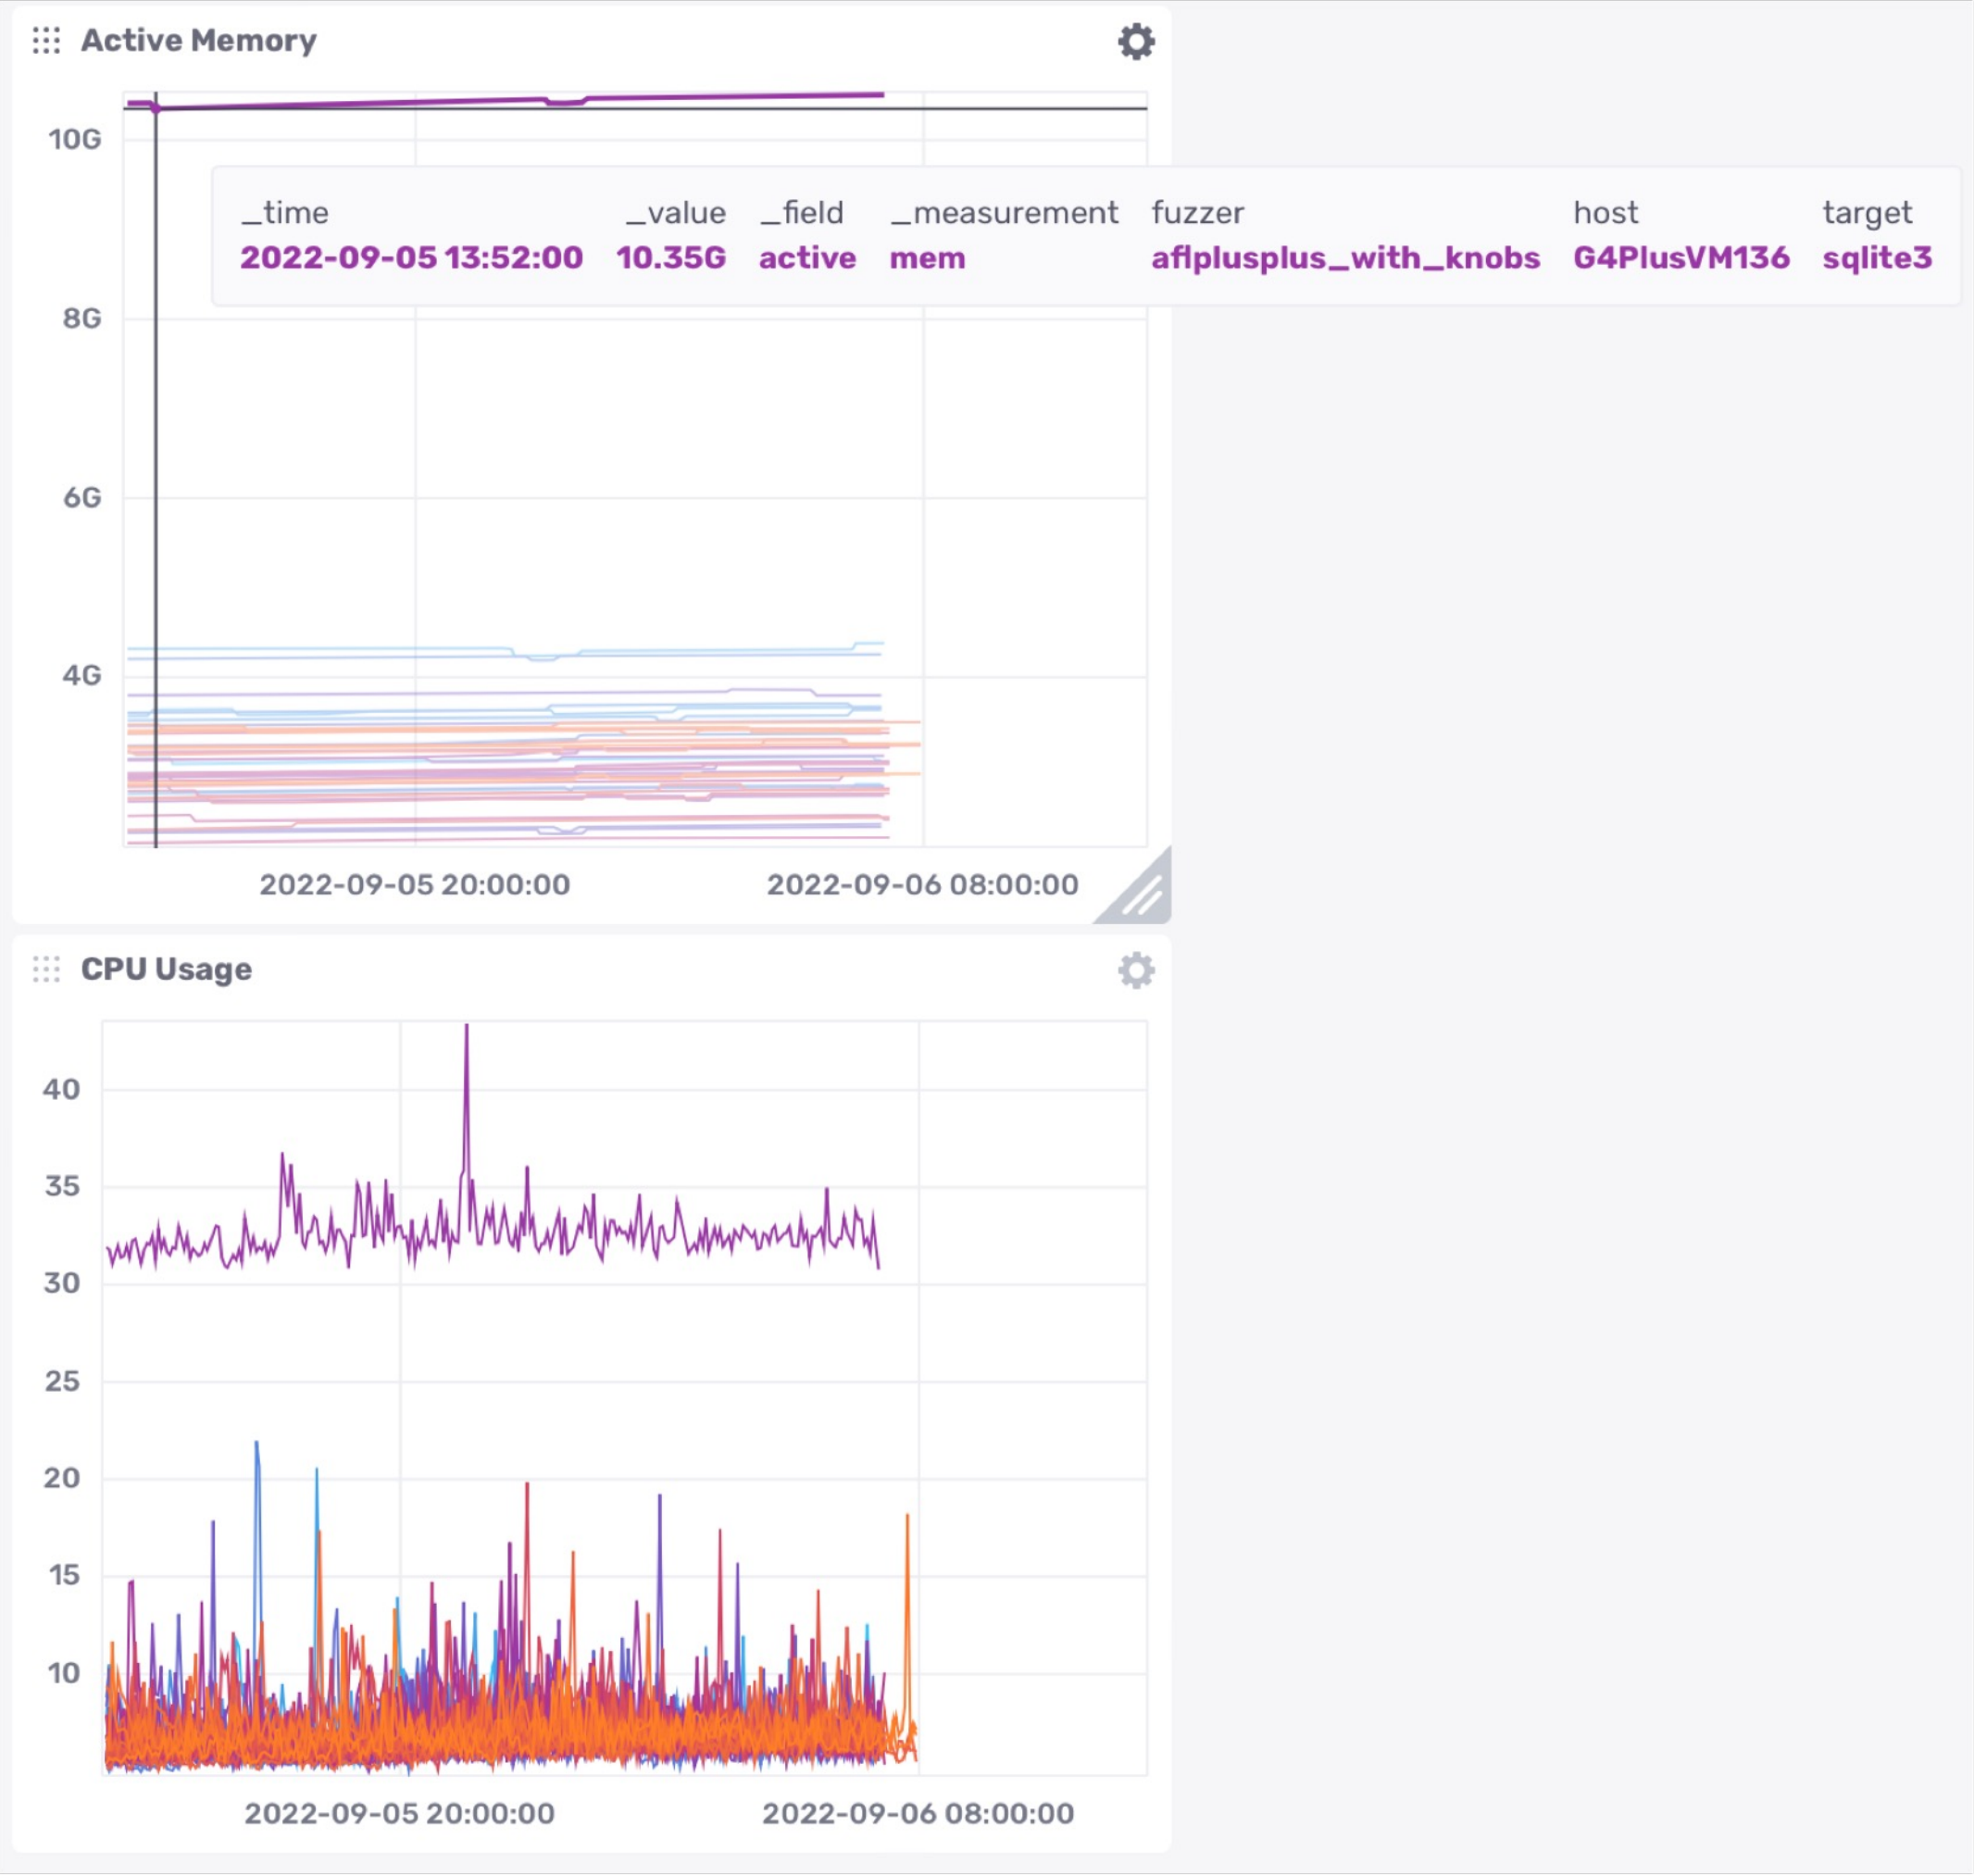 Active Memory
10G
_time _value _field _measurement fuzzer host target
2022-09-05 13:52:00 10.35G active mem aflplusplus_with_knobs G4PlusVM136 sqlite3
8G
6G
4G
2022-09-05 20:00:00 2022-09-06 08:00:00
CPU Usage
40
35
30
25
20
15
10
2022-09-05 20:00:00 2022-09-06 08:00:00